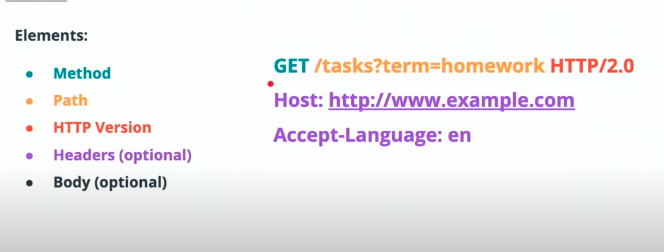 Elements:
Method
Path
HTTP Version
Headers (optional)
Body (optional)
GET /tasks?term=homework HTTP/2.0
Host: http://www.example.com
Accept-Language: en